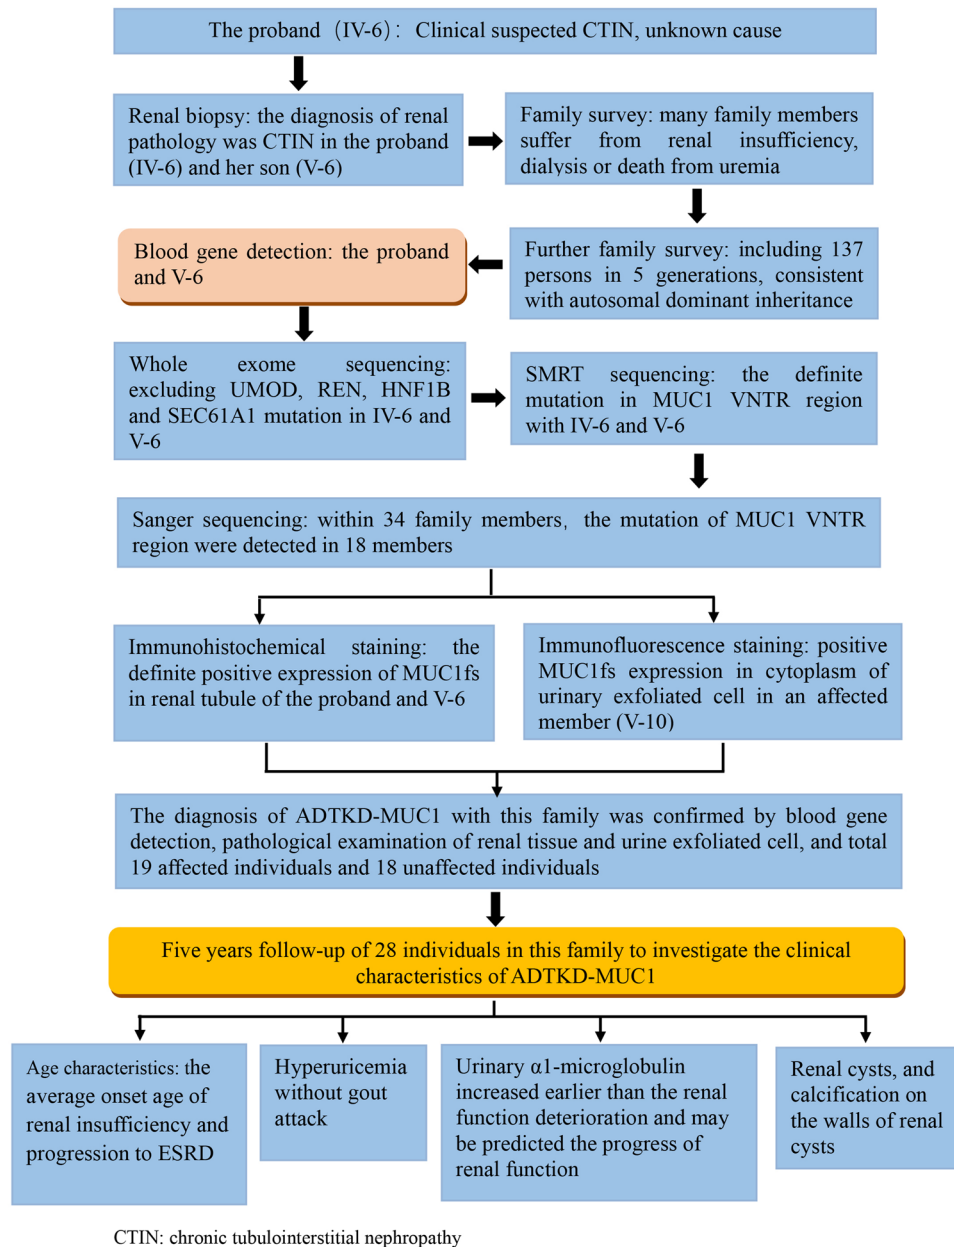 The proband (IV-6): Clinical suspected CTIN, unknown cause
Renal biopsy: the diagnosis of renal
pathology was CTIN in the proband
(IV-6) and her son (V-6)
Family survey: many family members
suffer from renal insufficiency,
dialysis or death from uremia
Blood gene detection: the proband
and V-6
Further family survey: including 137
persons in 5 generations, consistent
with autosomal dominant inheritance
Whole exome sequencing:
excluding UMOD, REN, HNF1B
and SEC61A1 mutation in IV-6 and
V-6
SMRT sequencing: the definite
mutation in MUC1 VNTR region
with IV-6 and V-6
Sanger sequencing: within 34 family members, the mutation of MUC1 VNTR
region were detected in 18 members
Immunohistochemical staining: the
definite positive expression of MUC1fs
in renal tubule of the proband and V-6
Immunofluorescence staining: positive
MUC1fs expression in cytoplasm of
urinary exfoliated cell in an affected
member (V-10)
The diagnosis of ADTKD-MUC1 with this family was confirmed by blood gene
detection, pathological examination of renal tissue and urine exfoliated cell, and total
19 affected individuals and 18 unaffected individuals
Five years follow-up of 28 individuals in this family to investigate the clinical
characteristics of ADTKD-MUC1
Age characteristics: the
average onset age of
renal insufficiency and
progression to ESRD
Hyperuricemia
without gout
attack
Urinary α1-microglobulin
increased earlier than the renal
function deterioration and may
be predicted the progress of
renal function
Renal cysts, and
calcification on
the walls of renal
cysts
CTIN: chronic tubulointerstitial nephropathy